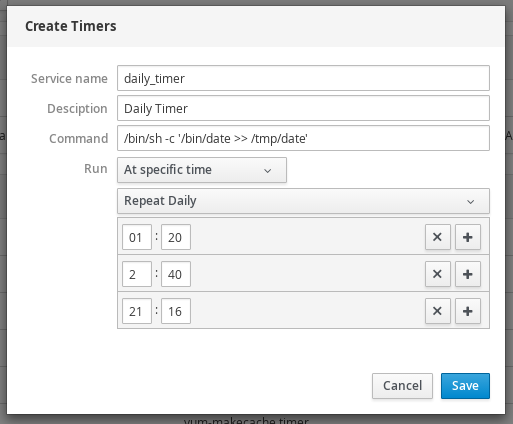 Create Timers
Service name daily_timer
Desciption Daily Timer
Command /bin/sh -c '/bin/date >> /tmp/date'
Run At specific time
Repeat Daily
01 : 20
2 : 40
21 : 16
Cancel Save
yum-makecache timer